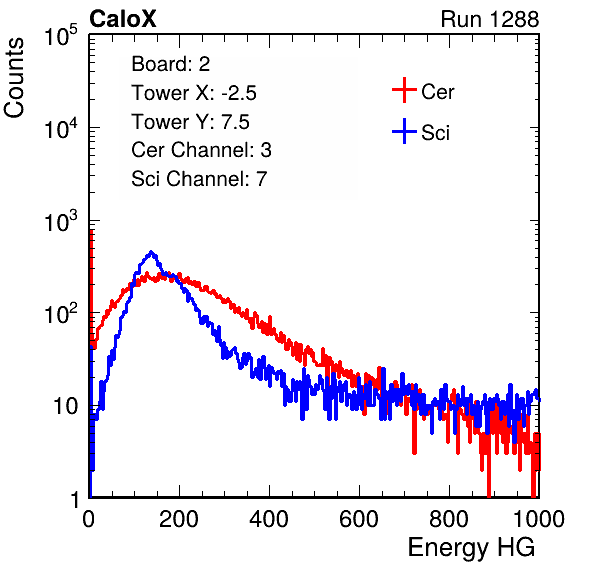 CaloX Run 1288
Counts
10^5
10^4
10^3
10^2
10
1
Board: 2
Tower X: -2.5
Tower Y: 7.5
Cer Channel: 3
Sci Channel: 7
Cer
Sci
0 200 400 600 800 1000
Energy HG